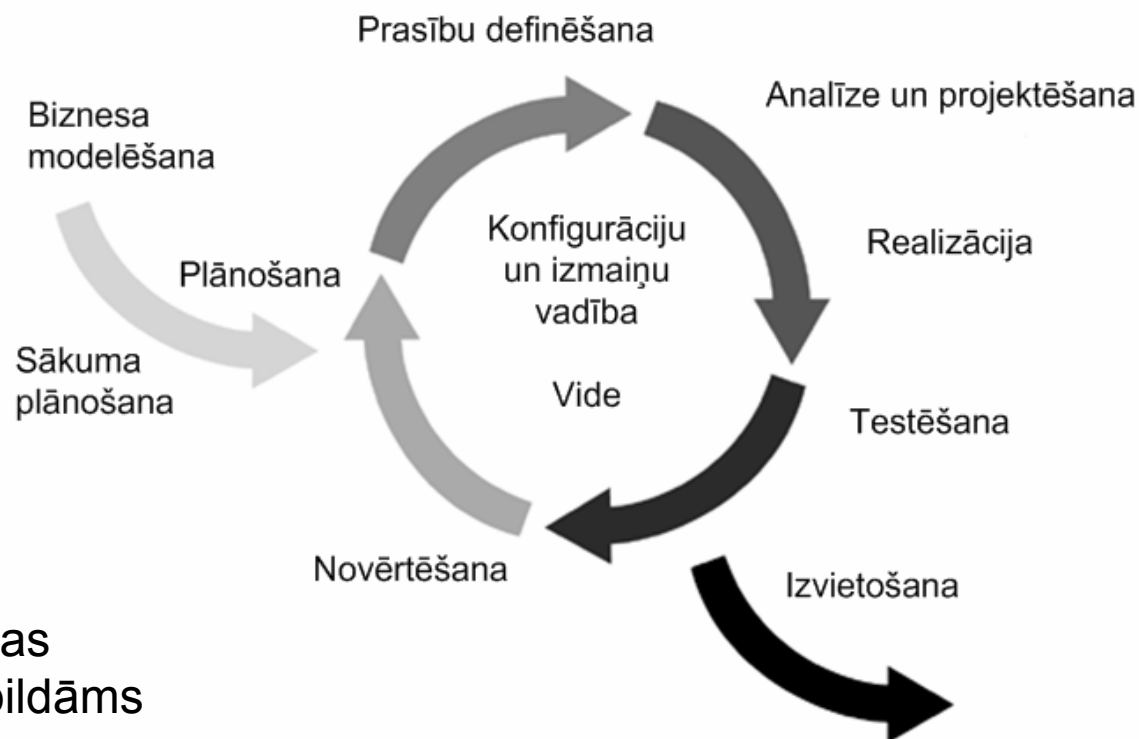 Prasību definēšana
Analīze un projektēšana
Biznesa
modelēšana
Konfigurāciju
un izmaiņu
vadība
Realizācija
Plānošana
Sākuma
plānošana
Vide
Testēšana
Novērtēšana
Izvietošana